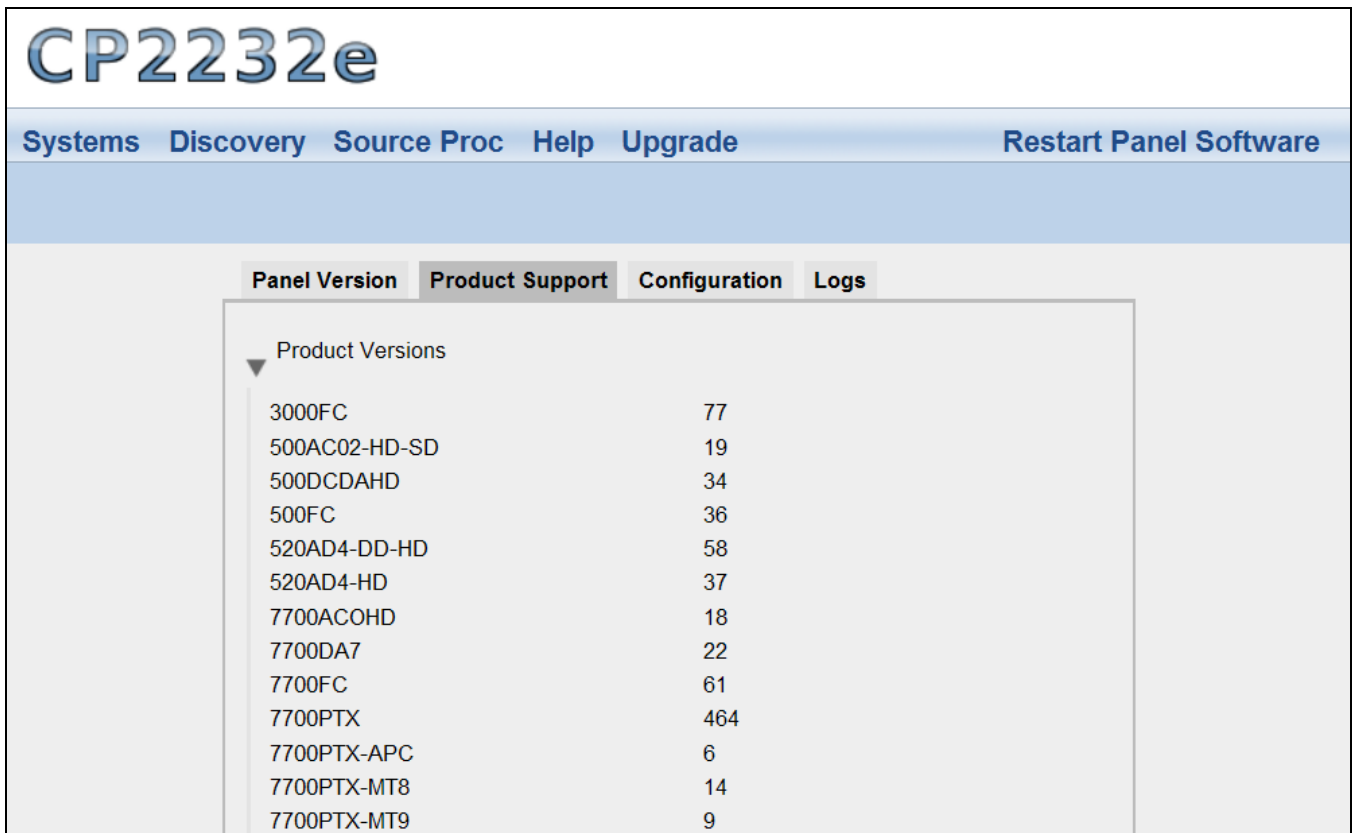 CP2232e
Systems Discovery Source Proc Help Upgrade Restart Panel Software
Panel Version Product Support Configuration Logs
Product Versions
3000FC 77
500AC02-HD-SD 19
500DCDAHD 34
500FC 36
520AD4-DD-HD 58
520AD4-HD 37
7700ACOHD 18
7700DA7 22
7700FC 61
7700PTX 464
7700PTX-APC 6
7700PTX-MT8 14
7700PTX-MT9 9